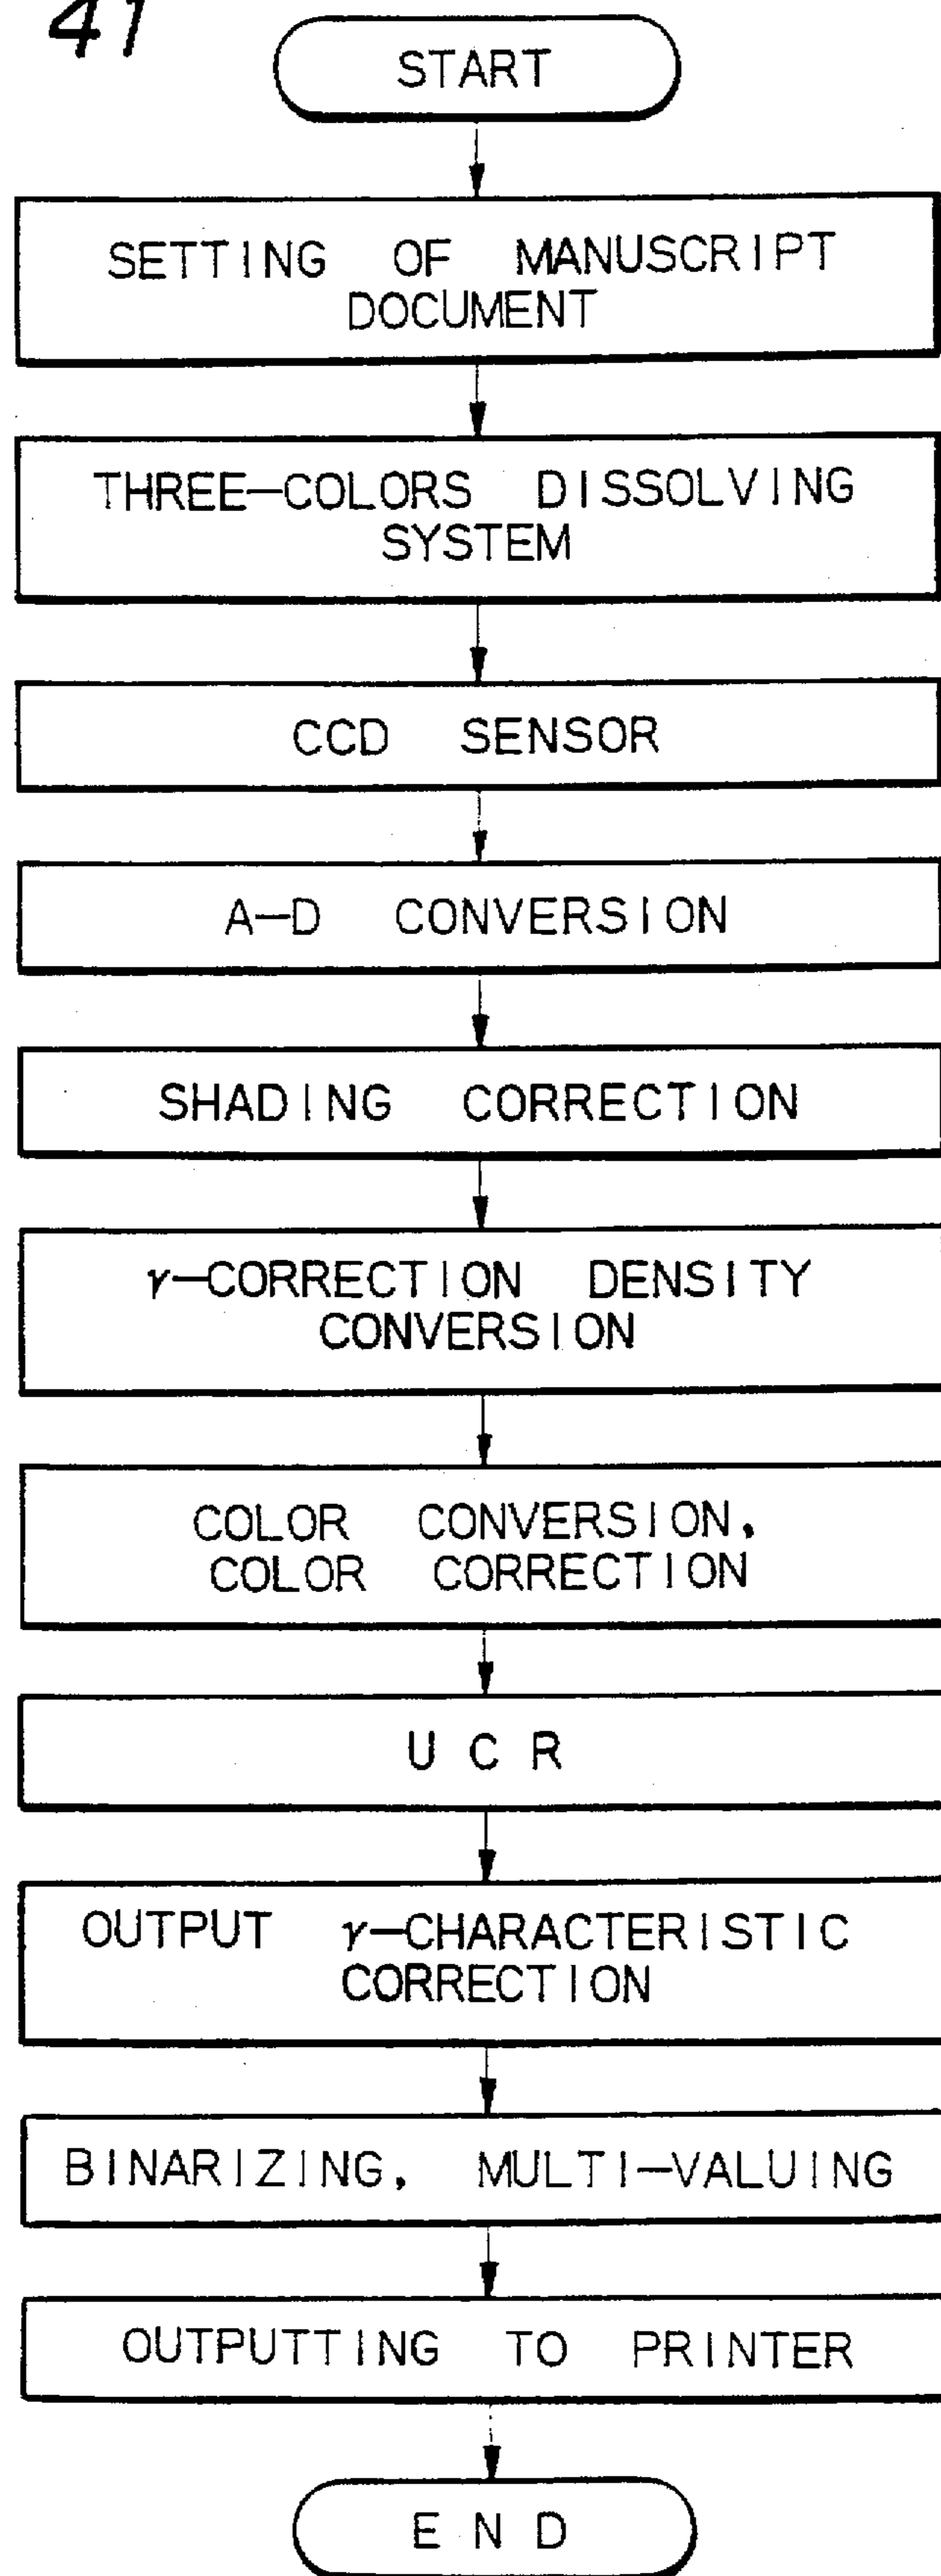 41
START
SETTING OF MANUSCRIPT
DOCUMENT
THREE-COLORS DISSOLVING
SYSTEM
CCD SENSOR
A-D CONVERSION
SHADING CORRECTION
γ-CORRECTION DENSITY
CONVERSION
COLOR CONVERSION,
COLOR CORRECTION
U C R
OUTPUT γ-CHARACTERISTIC
CORRECTION
BINARIZING, MULTI-VALUING
OUTPUTTING TO PRINTER
E N D